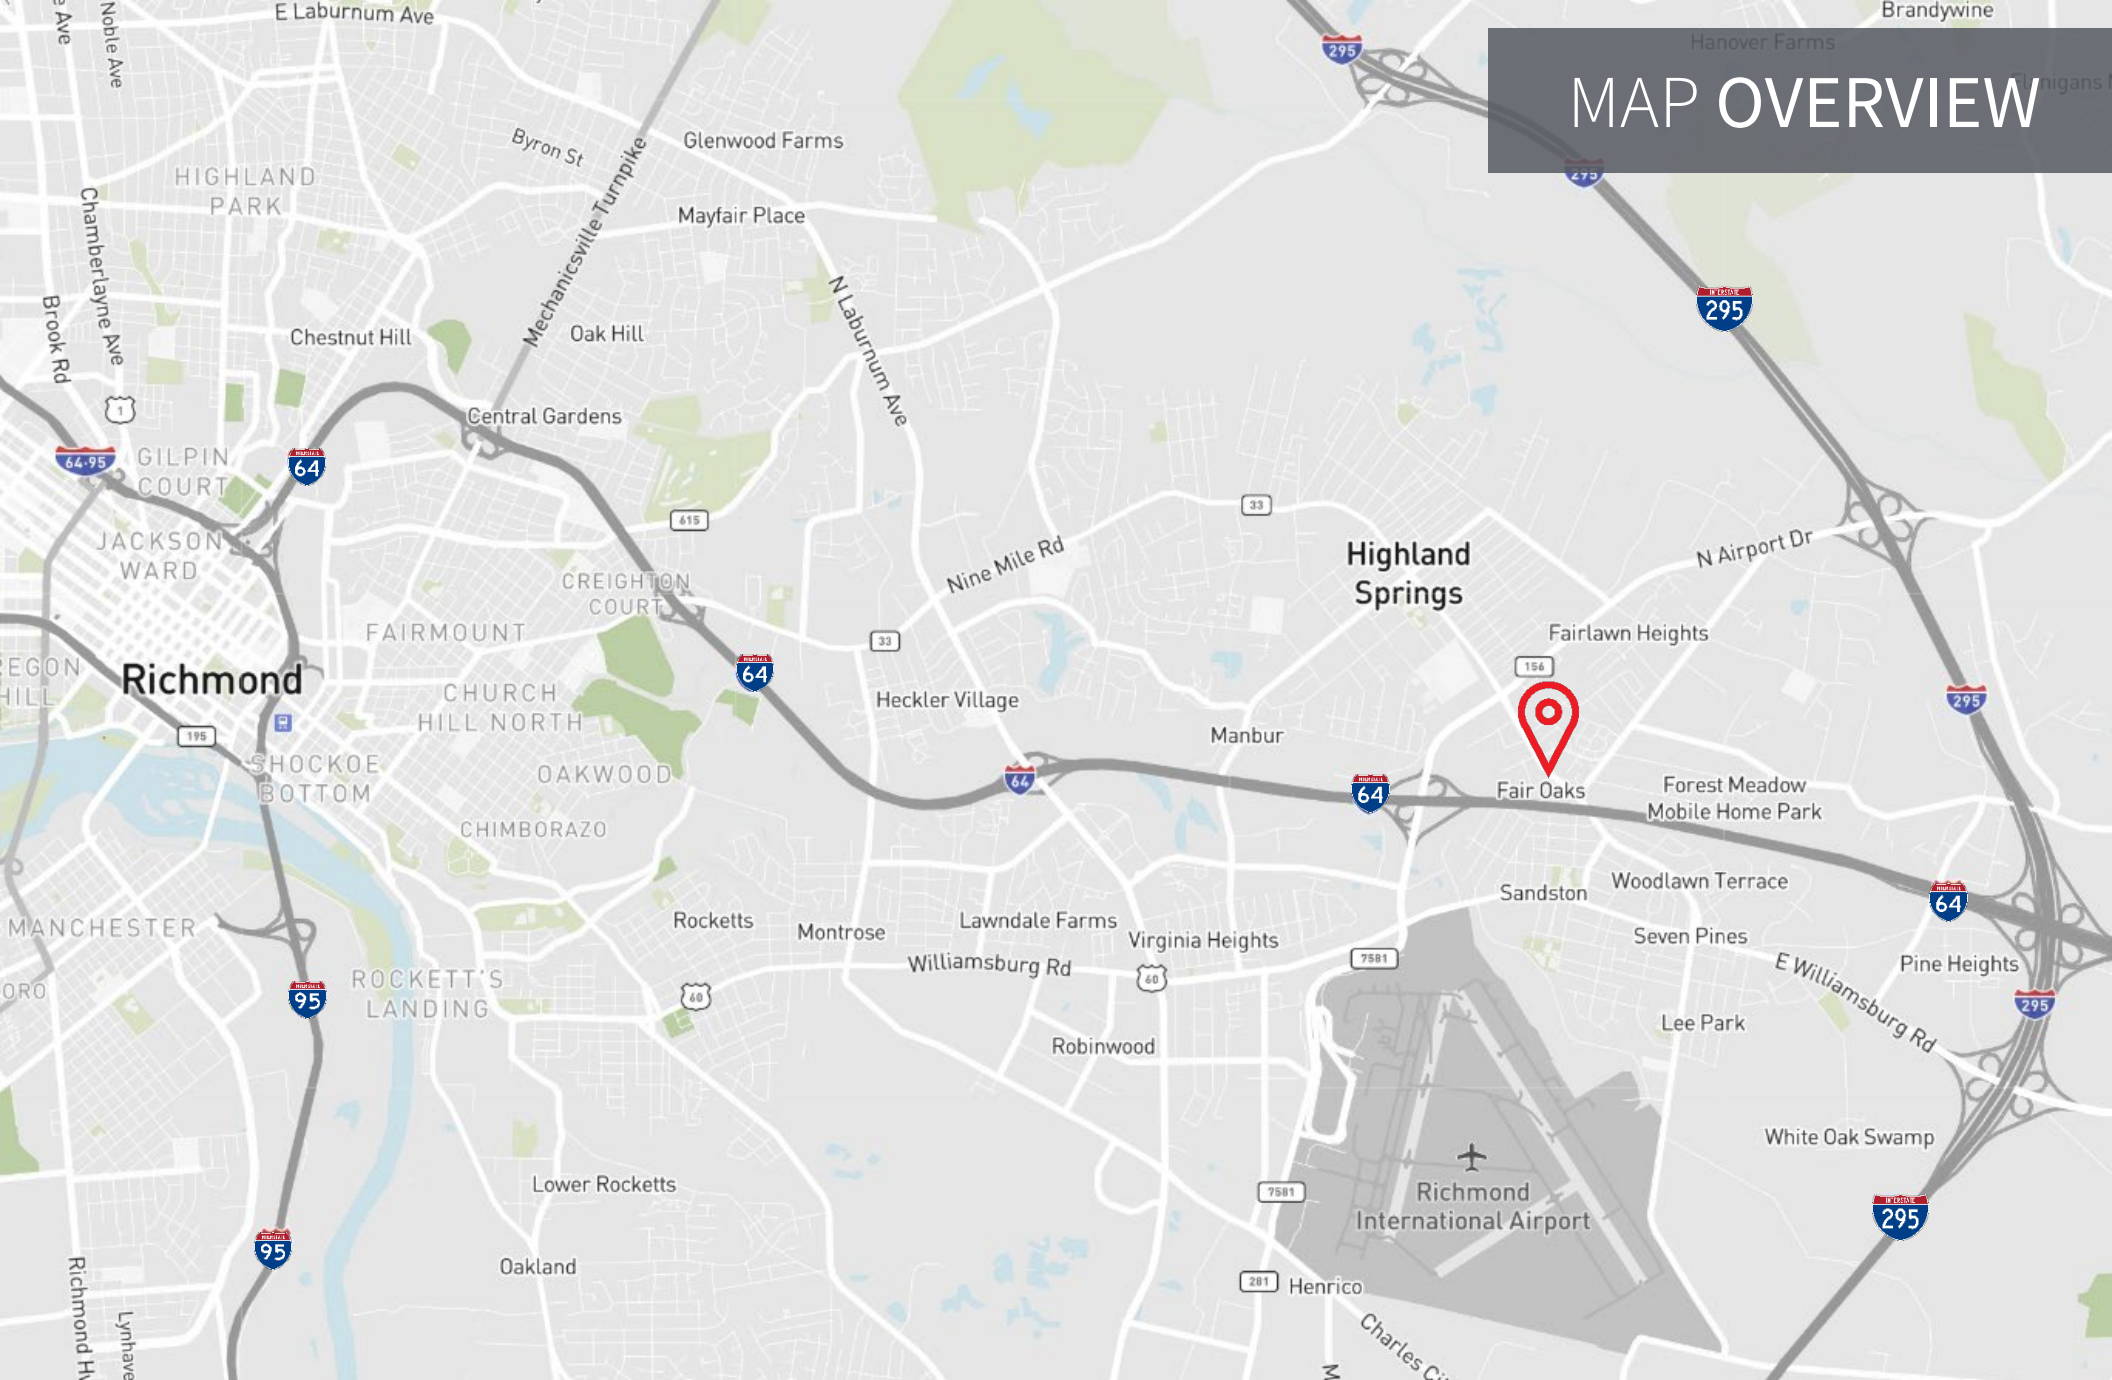 E Laburnum Ave
Noble Ave
Brandywine
Hanover Farms
MAP OVERVIEW
295
295
Byron St
Glenwood Farms
HIGHLAND
PARK
Mayfair Place
Mechanicsville Turnpike
Chamberlayne Ave
Brook Rd
N Laburnum Ave
INTERSTATE
295
Chestnut Hill
Oak Hill
1
Central Gardens
64-95
GILPIN
COURT
64
33
615
JACKSON
WARD
Nine Mile Rd
Highland
Springs
N Airport Dr
CREIGHTON
COURT
FAIRMOUNT
33
Fairlawn Heights
156
Richmond
CHURCH
HILL NORTH
64
Heckler Village
295
195
Manbur
SHOCKOE
BOTTOM
OAKWOOD
64
64
Fair Oaks
Forest Meadow
Mobile Home Park
CHIMBORAZO
Sandston
Woodlawn Terrace
64
MANCHESTER
Rocketts
Montrose
Lawndale Farms
Virginia Heights
Seven Pines
7581
Williamsburg Rd
60
60
E Williamsburg Rd
Pine Heights
95
ROCKETT'S
LANDING
295
Lee Park
Robinwood
White Oak Swamp
Lower Rocketts
7581
Richmond
International Airport
INTERSTATE
295
95
Oakland
281
Henrico